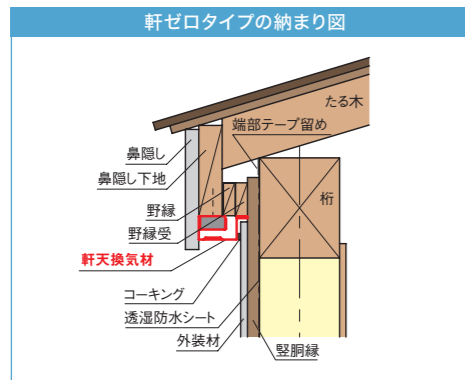 軒ゼロタイプの納まり図
たる木
端部テープ留め
鼻隠し
鼻隠し下地
野縁
桁
野縁受
軒天換気材
コーキング
透湿防水シート
外装材
竪胴縁